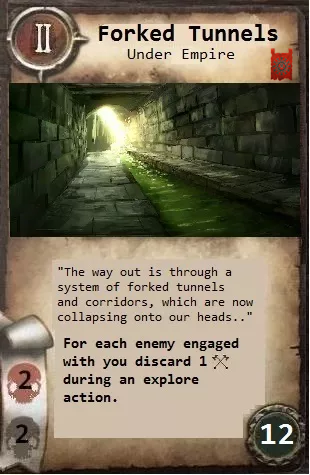 II
Forked Tunnels
Under Empire
"The way out is through a
system of forked tunnels
and corridors, which are now
collapsing onto our heads.."
For each enemy engaged
with you discard 1
during an explore
action.
2
2
12